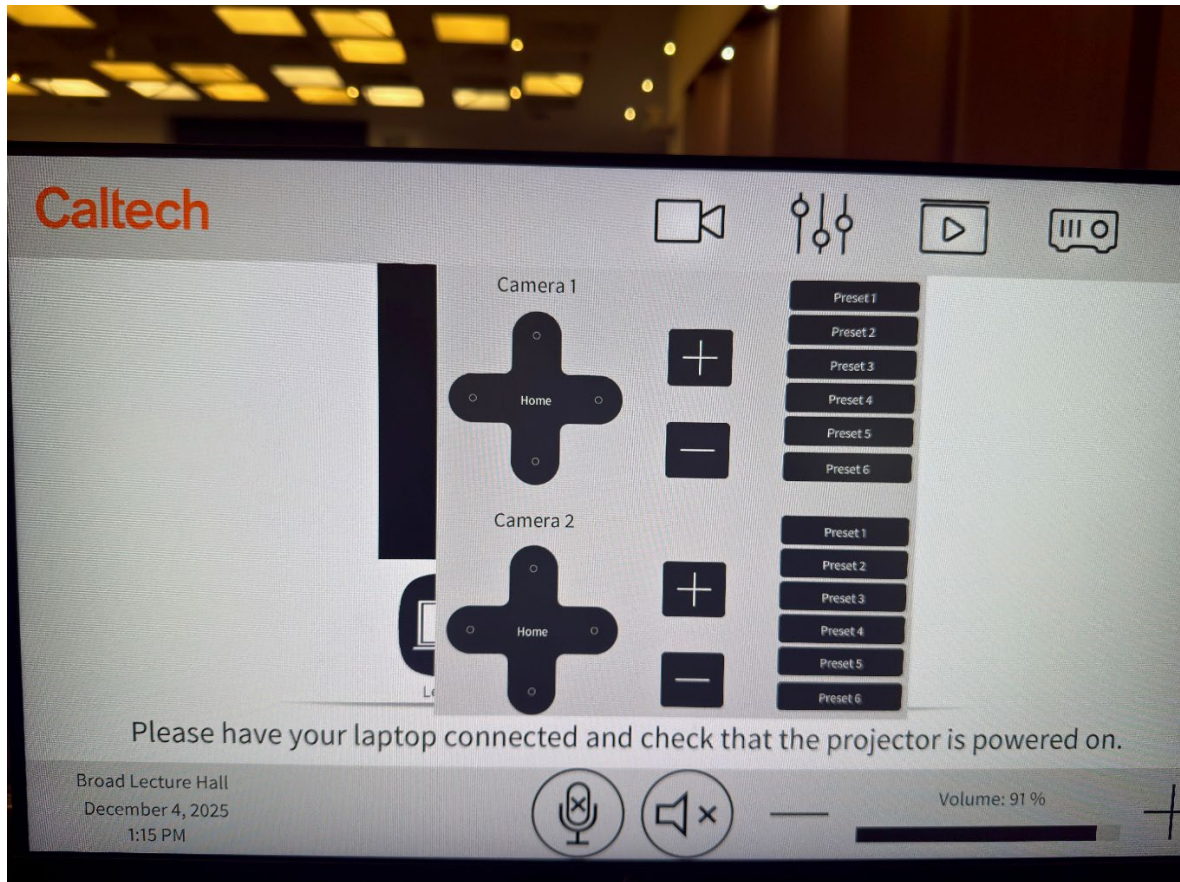 Caltech
Camera 1
Home
Preset 1
Preset 2
Preset 3
Preset 4
Preset 5
Preset 6
Camera 2
Home
Preset 1
Preset 2
Preset 3
Preset 4
Preset 5
Preset 6
Le
Please have your laptop connected and check that the projector is powered on.
Broad Lecture Hall
December 4, 2025
1:15 PM
Volume: 91 %